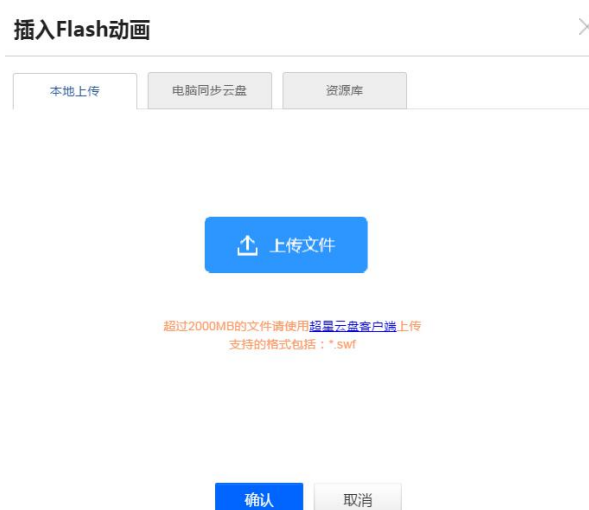 插入Flash动画
本地上传 电脑同步云盘 资源库
上传文件
超过2000MB的文件请使用超星云盘客户端上传
支持的格式包括：*.swf
确认 取消